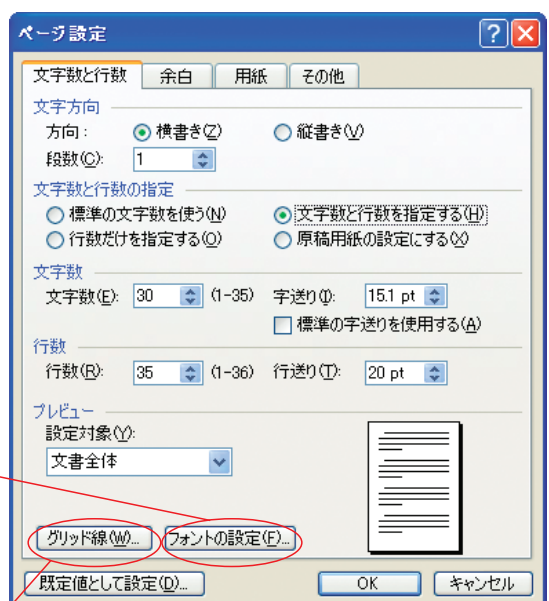 ページ設定
文字数と行数 余白 用紙 その他
文字方向
方向: 横書き(Z) 縦書き(V)
段数(C): 1
文字数と行数の指定
標準の文字数を使う(N) 文字数と行数を指定する(H)
行数だけを指定する(O) 原稿用紙の設定にする(X)
文字数
文字数(E): 30 (1-35) 字送り(I): 15.1 pt
標準の字送りを使用する(A)
行数
行数(R): 35 (1-36) 行送り(T): 20 pt
プレビュー
設定対象(Y):
文書全体
グリッド線(W)... フォントの設定(F)...
既定値として設定(D)... OK キャンセル